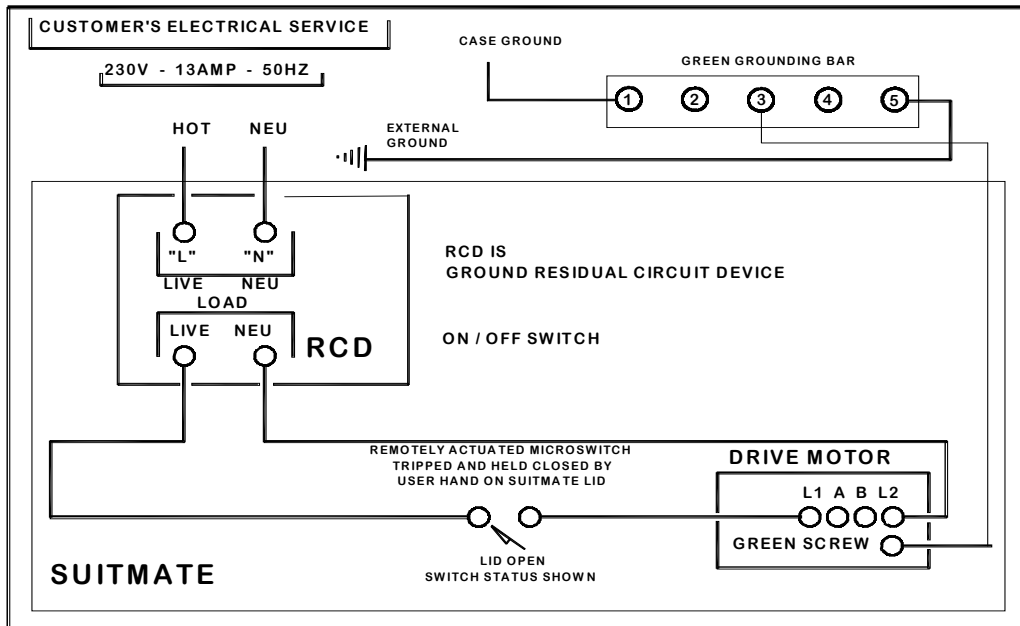 CUSTOMER'S ELECTRICAL SERVICE
230V - 13AMP - 50HZ
CASE GROUND
GREEN GROUNDING BAR
1 2 3 4 5
HOT NEU
EXTERNAL
GROUND
"L" "N"
LIVE NEU
LOAD
LIVE NEU
RCD
RCD IS
GROUND RESIDUAL CIRCUIT DEVICE
ON / OFF SWITCH
REMOTELY ACTUATED MICROSWITCH
TRIPPED AND HELD CLOSED BY
USER HAND ON SUITMATE LID
DRIVE MOTOR
L1 A B L2
GREEN SCREW
LID OPEN
SWITCH STATUS SHOWN
SUITMATE